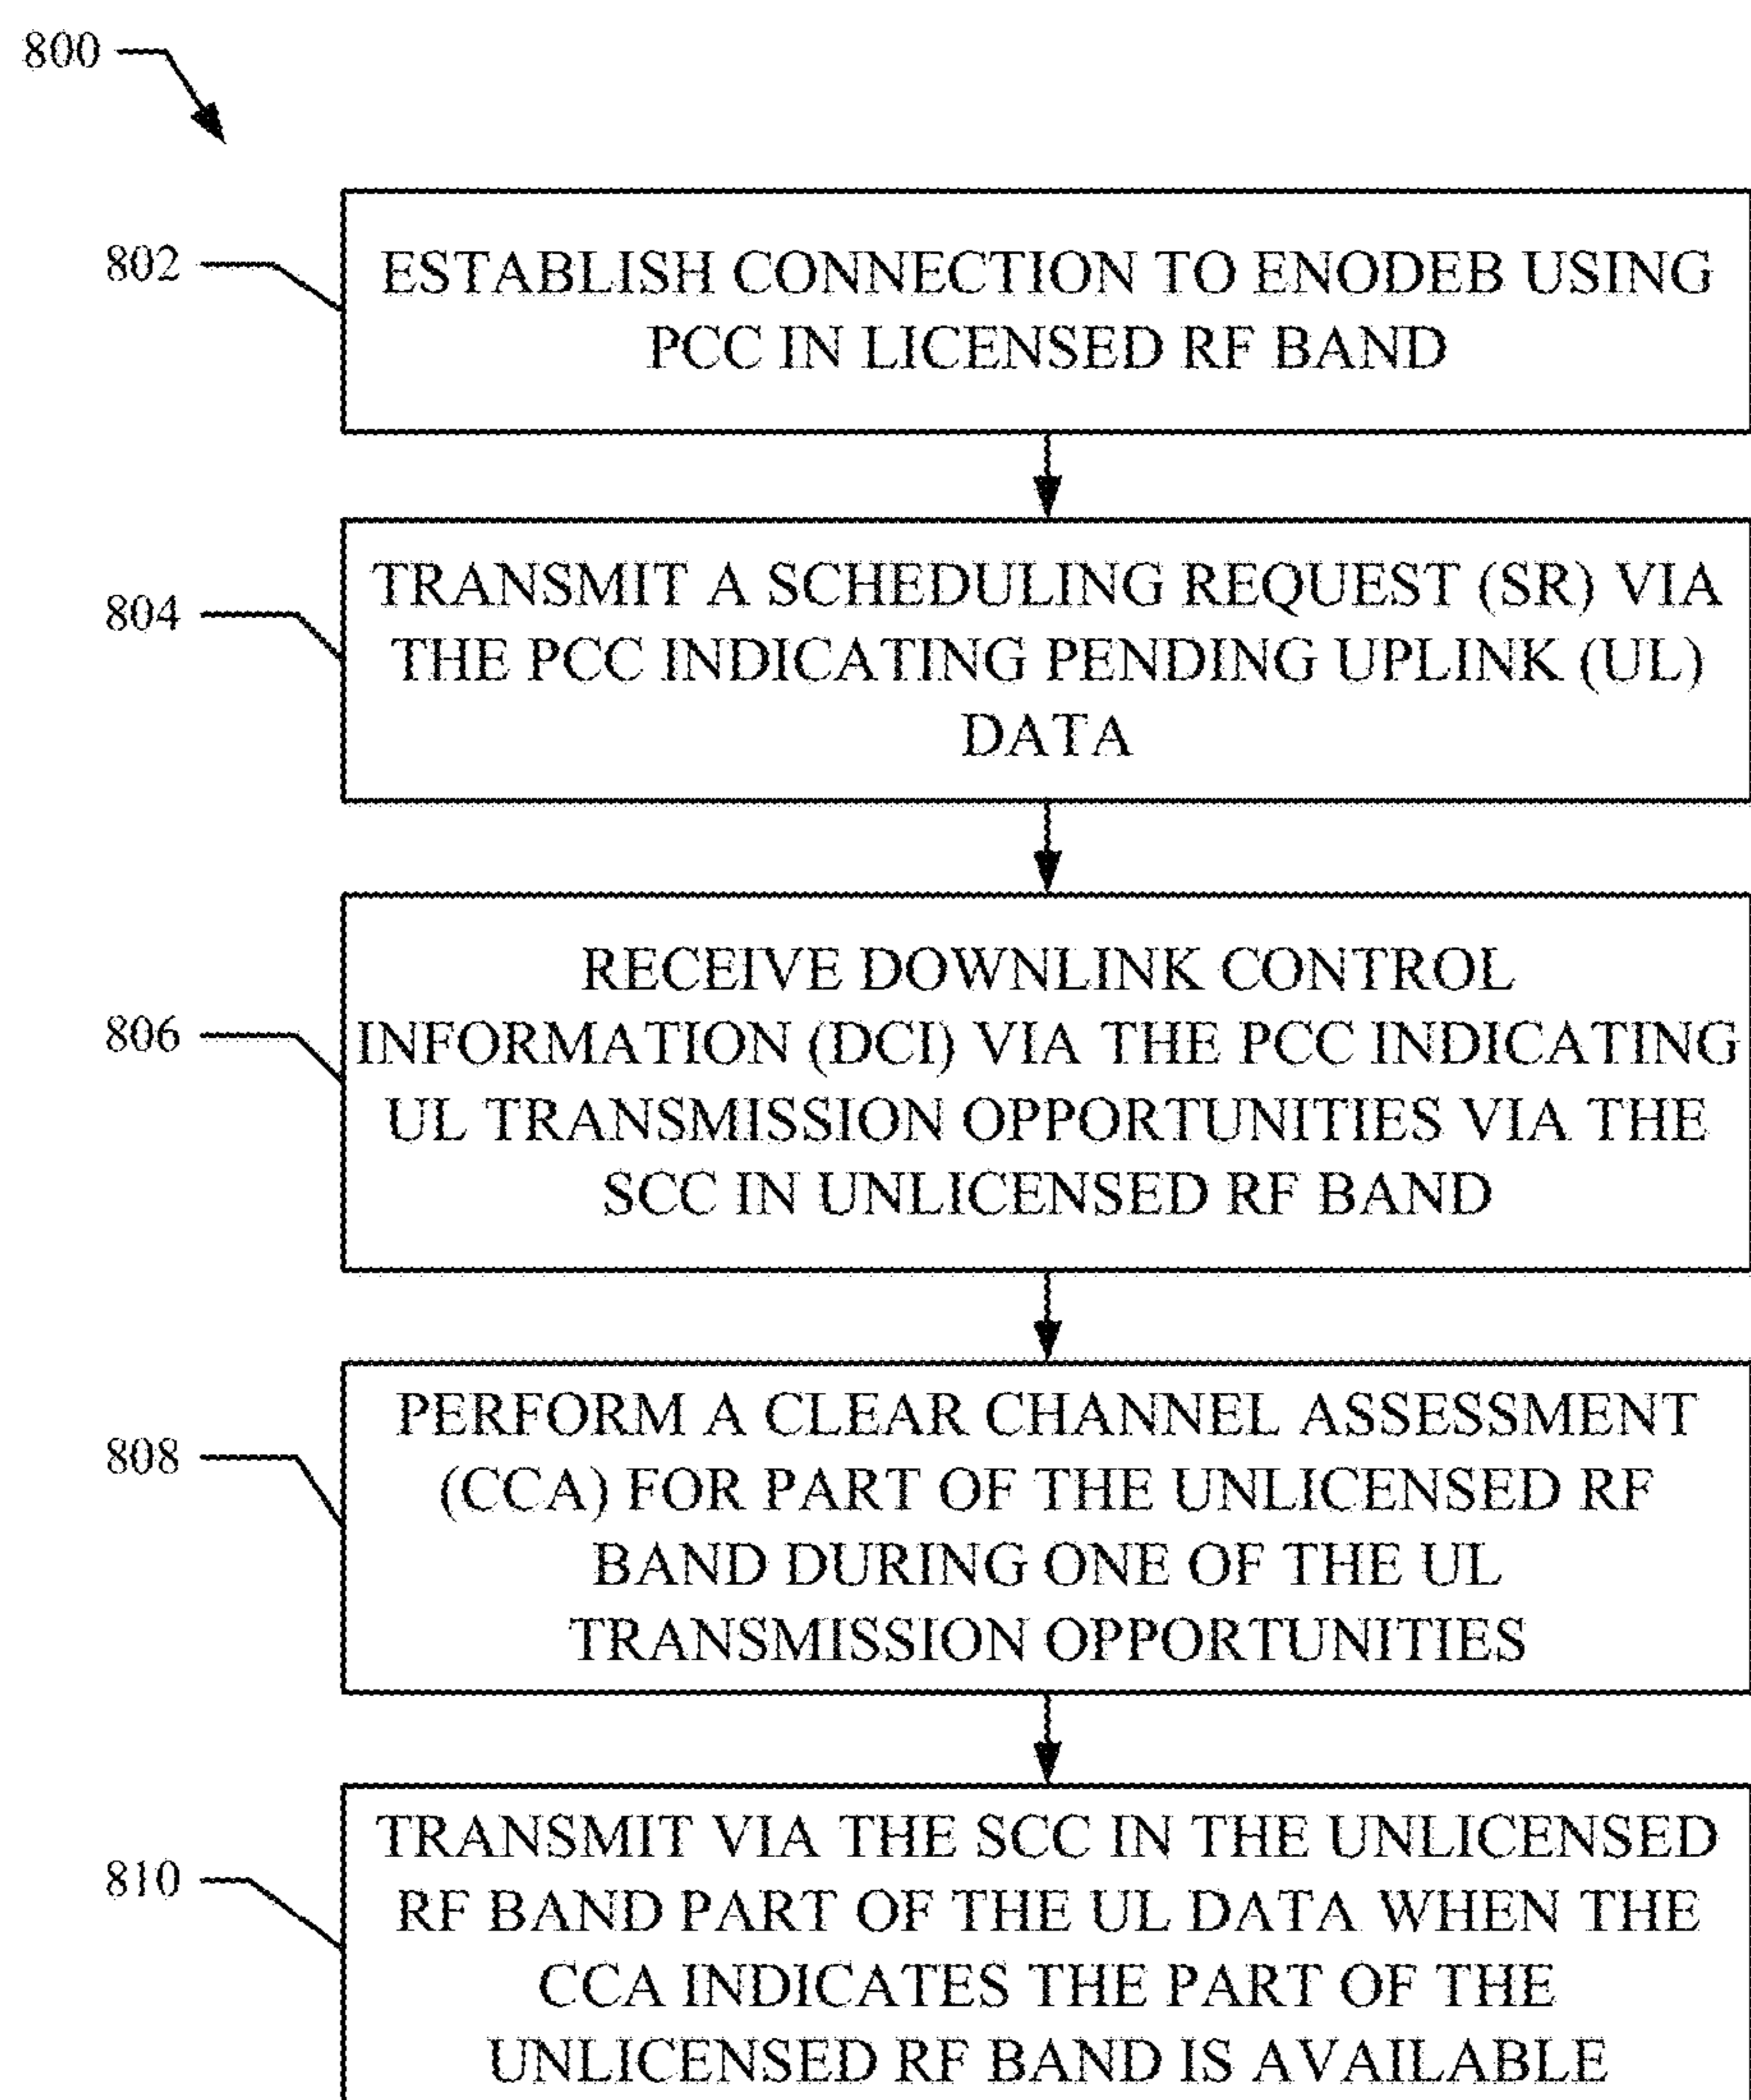 800
802
ESTABLISH CONNECTION TO ENODEB USING
PCC IN LICENSED RF BAND
804
TRANSMIT A SCHEDULING REQUEST (SR) VIA
THE PCC INDICATING PENDING UPLINK (UL)
DATA
806
RECEIVE DOWNLINK CONTROL
INFORMATION (DCI) VIA THE PCC INDICATING
UL TRANSMISSION OPPORTUNITIES VIA THE
SCC IN UNLICENSED RF BAND
808
PERFORM A CLEAR CHANNEL ASSESSMENT
(CCA) FOR PART OF THE UNLICENSED RF
BAND DURING ONE OF THE UL
TRANSMISSION OPPORTUNITIES
810
TRANSMIT VIA THE SCC IN THE UNLICENSED
RF BAND PART OF THE UL DATA WHEN THE
CCA INDICATES THE PART OF THE
UNLICENSED RF BAND IS AVAILABLE